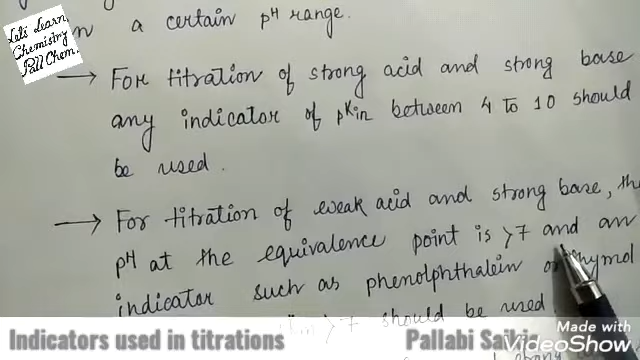 Let's Learn
Chemistry
Pall Chem.
in a certain pH range.
→ For titration of strong acid and strong base
any indicator of pKin between 4 to 10 should
be used.
→ For titration of weak acid and strong base, the
pH at the equivalence point is >7 and an
indicator such as phenolphthalein or thymol
>7 should be used
Indicators used in titrations
Pallabi Saikia
Made with
VideoShow